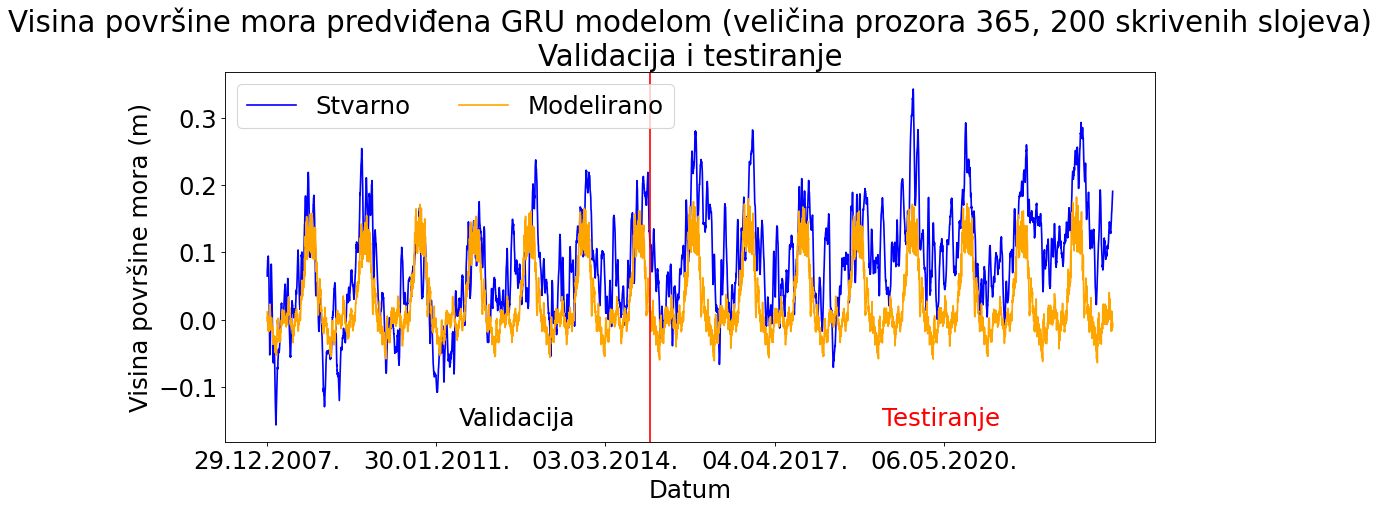 Visina površine mora predviđena GRU modelom (veličina prozora 365, 200 skrivenih slojeva)
Validacija i testiranje
Stvarno
Modelirano
Visina površine mora (m)
0.3
0.2
0.1
0.0
−0.1
Validacija
Testiranje
29.12.2007.
30.01.2011.
03.03.2014.
04.04.2017.
06.05.2020.
Datum